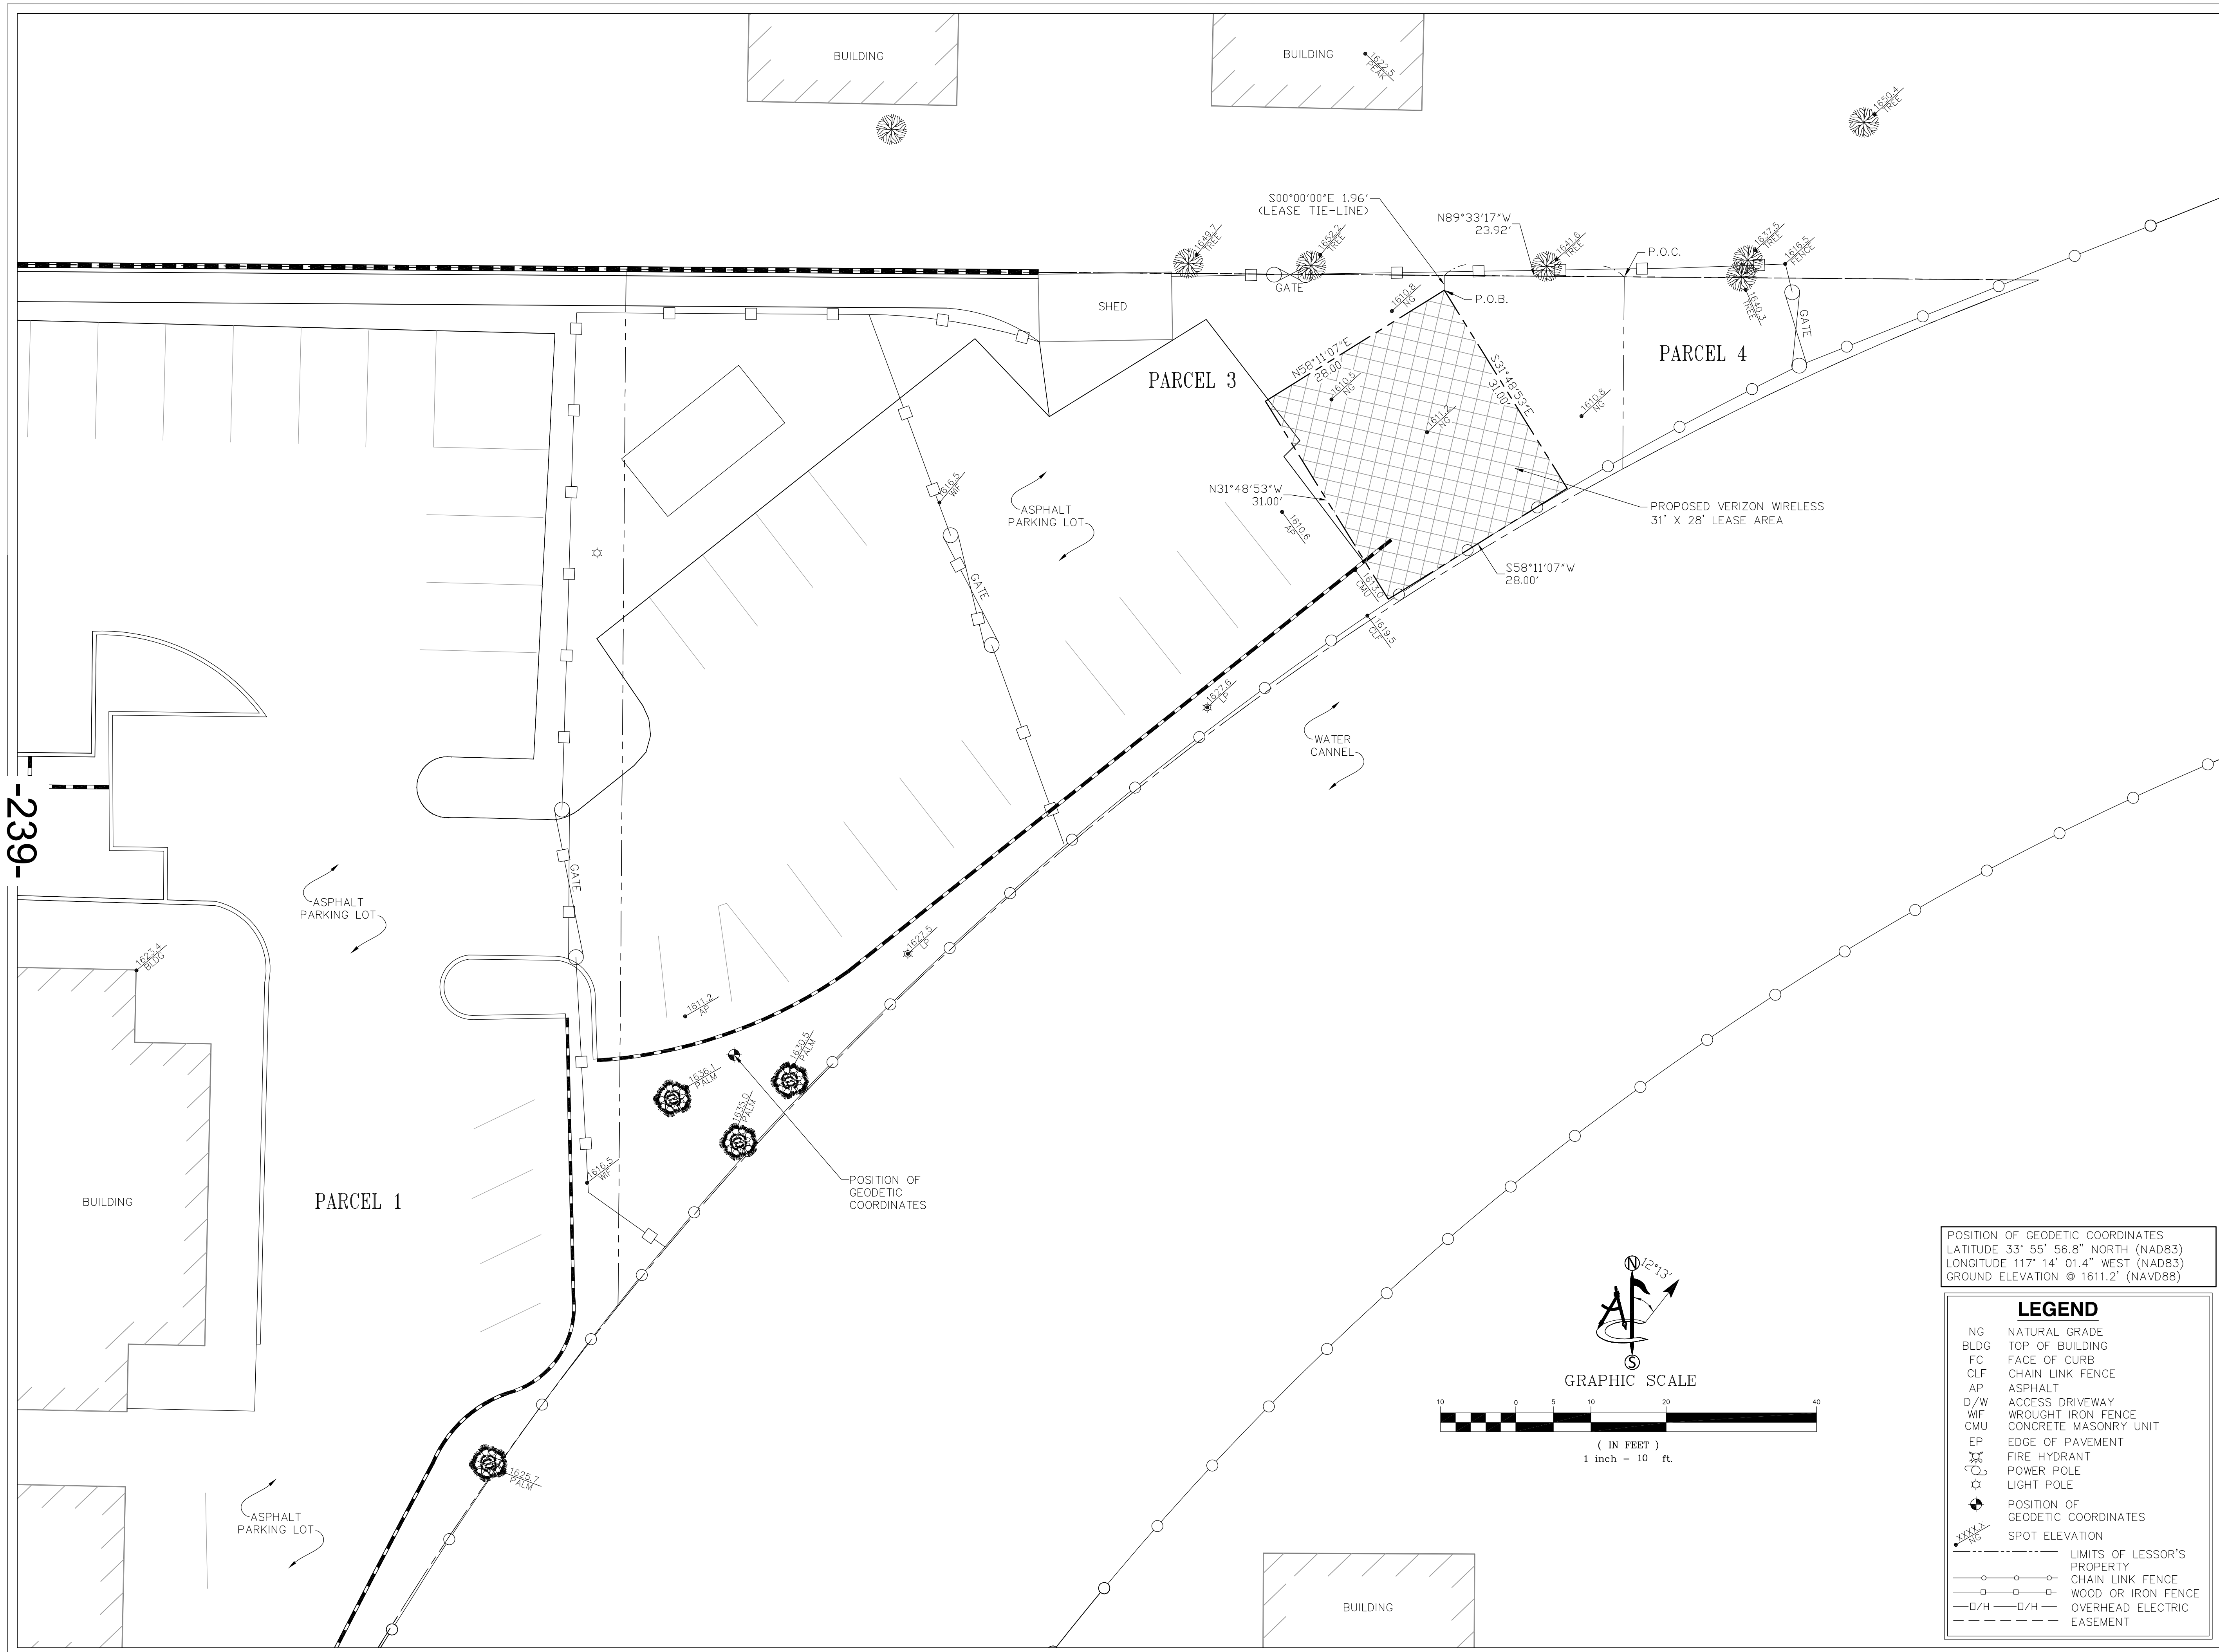 BUILDING
BUILDING
1622.5
PEAK
1650.4
TREE
S00°00'00"E 1.96'
(LEASE TIE-LINE)
N89°33'17"W
23.92'
1649.7
TREE
1652.2
TREE
1641.6
TREE
1637.5
TREE
1616.5
FENCE
P.O.C.
GATE
SHED
1610.8
NG
P.O.B.
1640.3
TREE
GATE
PARCEL 4
PARCEL 3
N58°11'07"E
28.00'
S31°48'53"E
31.00'
1610.5
NG
1611.2
NG
1610.8
NG
1616.5
WIF
ASPHALT
PARKING LOT
N31°48'53"W
31.00'
1610.6
AP
PROPOSED VERIZON WIRELESS
31' X 28' LEASE AREA
S58°11'07"W
28.00'
GATE
1613.0
CMU
1619.5
CLF
1627.6
LP
WATER
CANNEL
-239-
GATE
ASPHALT
PARKING LOT
1623.4
BLDG
1627.5
LP
1611.2
AP
1630.5
PALM
1636.1
PALM
1635.0
PALM
1616.5
WIF
POSITION OF
GEODETIC
COORDINATES
BUILDING
PARCEL 1
1625.7
PALM
ASPHALT
PARKING LOT
BUILDING
N
12°13'
S
GRAPHIC SCALE
10 0 5 10 20 40
( IN FEET )
1 inch = 10 ft.
POSITION OF GEODETIC COORDINATES
LATITUDE 33° 55' 56.8" NORTH (NAD83)
LONGITUDE 117° 14' 01.4" WEST (NAD83)
GROUND ELEVATION @ 1611.2' (NAVD88)
LEGEND
NG NATURAL GRADE
BLDG TOP OF BUILDING
FC FACE OF CURB
CLF CHAIN LINK FENCE
AP ASPHALT
D/W ACCESS DRIVEWAY
WIF WROUGHT IRON FENCE
CMU CONCRETE MASONRY UNIT
EP EDGE OF PAVEMENT
FIRE HYDRANT
POWER POLE
LIGHT POLE
POSITION OF
GEODETIC COORDINATES
XXXX.X
NG
SPOT ELEVATION
LIMITS OF LESSOR'S
PROPERTY
CHAIN LINK FENCE
WOOD OR IRON FENCE
O/H O/H OVERHEAD ELECTRIC
EASEMENT